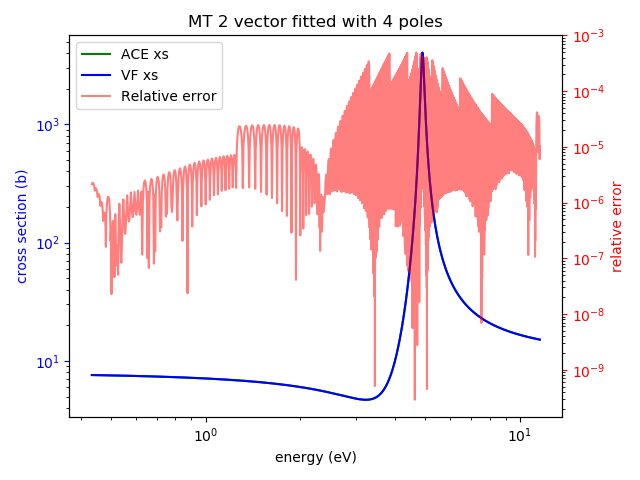 MT 2 vector fitted with 4 poles
ACE xs
VF xs
Relative error
cross section (b)
10³
10²
10¹
10⁻³
10⁻⁴
10⁻⁵
10⁻⁶
10⁻⁷
10⁻⁸
10⁻⁹
relative error
10⁰
10¹
energy (eV)